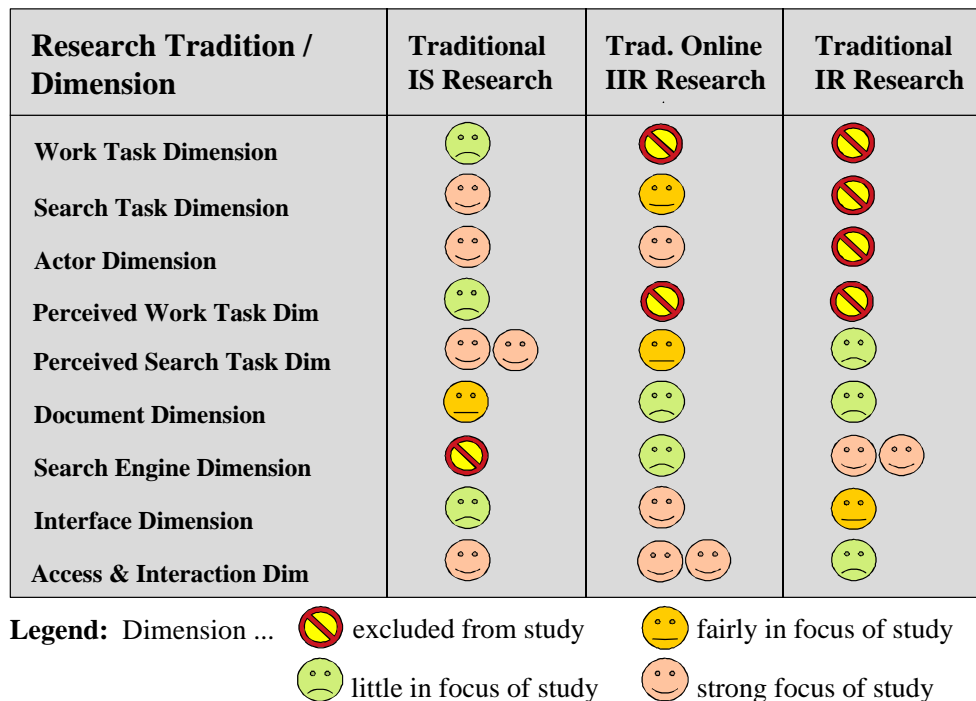 Research Tradition /
Dimension
Traditional
IS Research
Trad. Online
IIR Research
Traditional
IR Research
Work Task Dimension
Search Task Dimension
Actor Dimension
Perceived Work Task Dim
Perceived Search Task Dim
Document Dimension
Search Engine Dimension
Interface Dimension
Access & Interaction Dim
Legend: Dimension ... excluded from study fairly in focus of study
little in focus of study strong focus of study